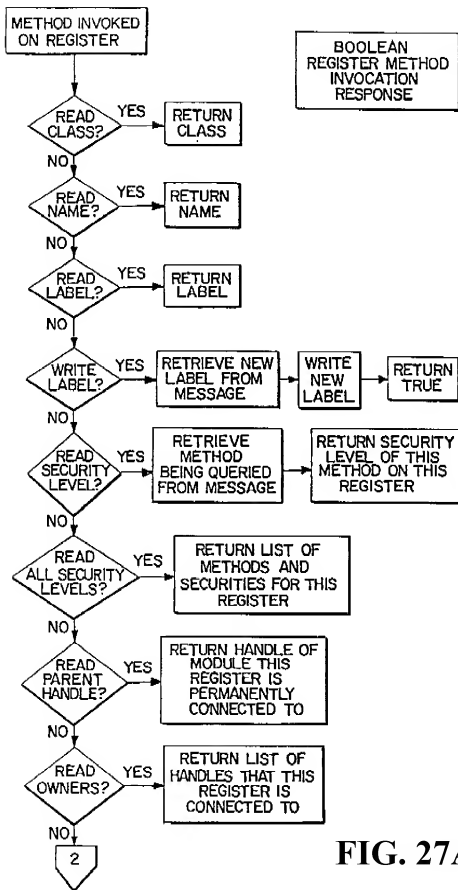 METHOD INVOKED
ON REGISTER
BOOLEAN
REGISTER METHOD
INVOCATION
RESPONSE
READ
CLASS?
YES
RETURN
CLASS
NO
READ
NAME?
YES
RETURN
NAME
NO
READ
LABEL?
YES
RETURN
LABEL
NO
WRITE
LABEL?
YES
RETRIEVE NEW
LABEL FROM
MESSAGE
WRITE
NEW
LABEL
RETURN
TRUE
NO
READ
SECURITY
LEVEL?
YES
RETRIEVE
METHOD
BEING QUERIED
FROM MESSAGE
RETURN SECURITY
LEVEL OF THIS
METHOD ON THIS
REGISTER
NO
READ
ALL SECURITY
LEVELS?
YES
RETURN LIST OF
METHODS AND
SECURITIES FOR THIS
REGISTER
NO
READ
PARENT
HANDLE?
YES
RETURN HANDLE OF
MODULE THIS
REGISTER IS
PERMANENTLY
CONNECTED TO
NO
READ
OWNERS?
YES
RETURN LIST OF
HANDLES THAT THIS
REGISTER IS
CONNECTED TO
NO
2
FIG. 27A